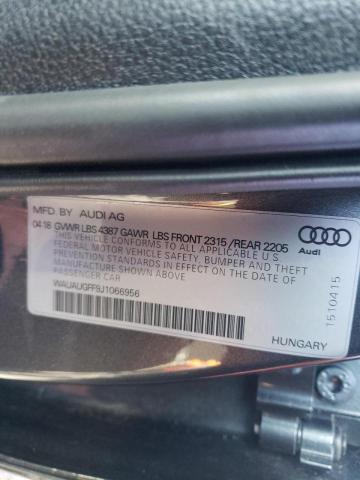 MFD. BY AUDI AG
04·18 GVWR LBS 4387 GAWR LBS FRONT 2315 / REAR 2205
THIS VEHICLE CONFORMS TO ALL APPLICABLE U.S.
FEDERAL MOTOR VEHICLE SAFETY, BUMPER AND THEFT
PREVENTION STANDARDS IN EFFECT ON THE DATE OF
MANUFACTURE SHOWN ABOVE.
PASSENGER CAR
WAUAUGFF9J1066956
Audi
1510415
HUNGARY